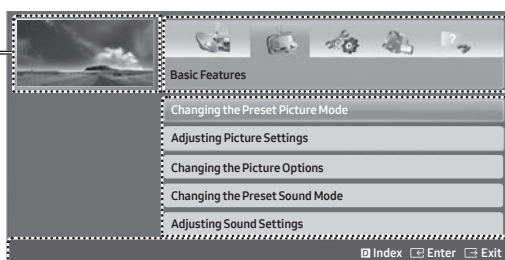 Basic Features
Changing the Preset Picture Mode
Adjusting Picture Settings
Changing the Picture Options
Changing the Preset Sound Mode
Adjusting Sound Settings
D Index Enter Exit